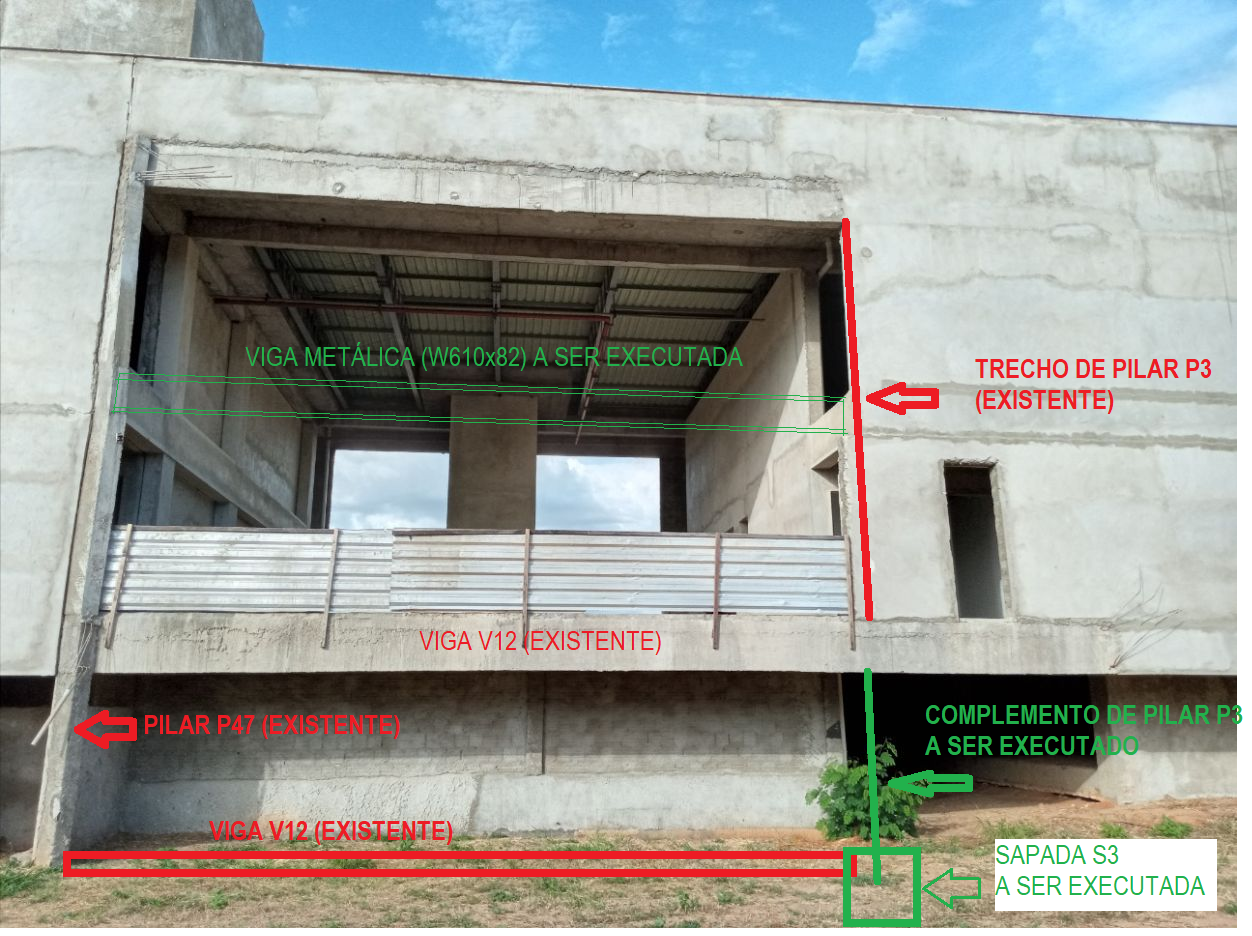 VIGA METÁLICA (W610x82) A SER EXECUTADA
TRECHO DE PILAR P3
(EXISTENTE)
VIGA V12 (EXISTENTE)
PILAR P47 (EXISTENTE)
COMPLEMENTO DE PILAR P3
A SER EXECUTADO
VIGA V12 (EXISTENTE)
SAPADA S3
A SER EXECUTADA